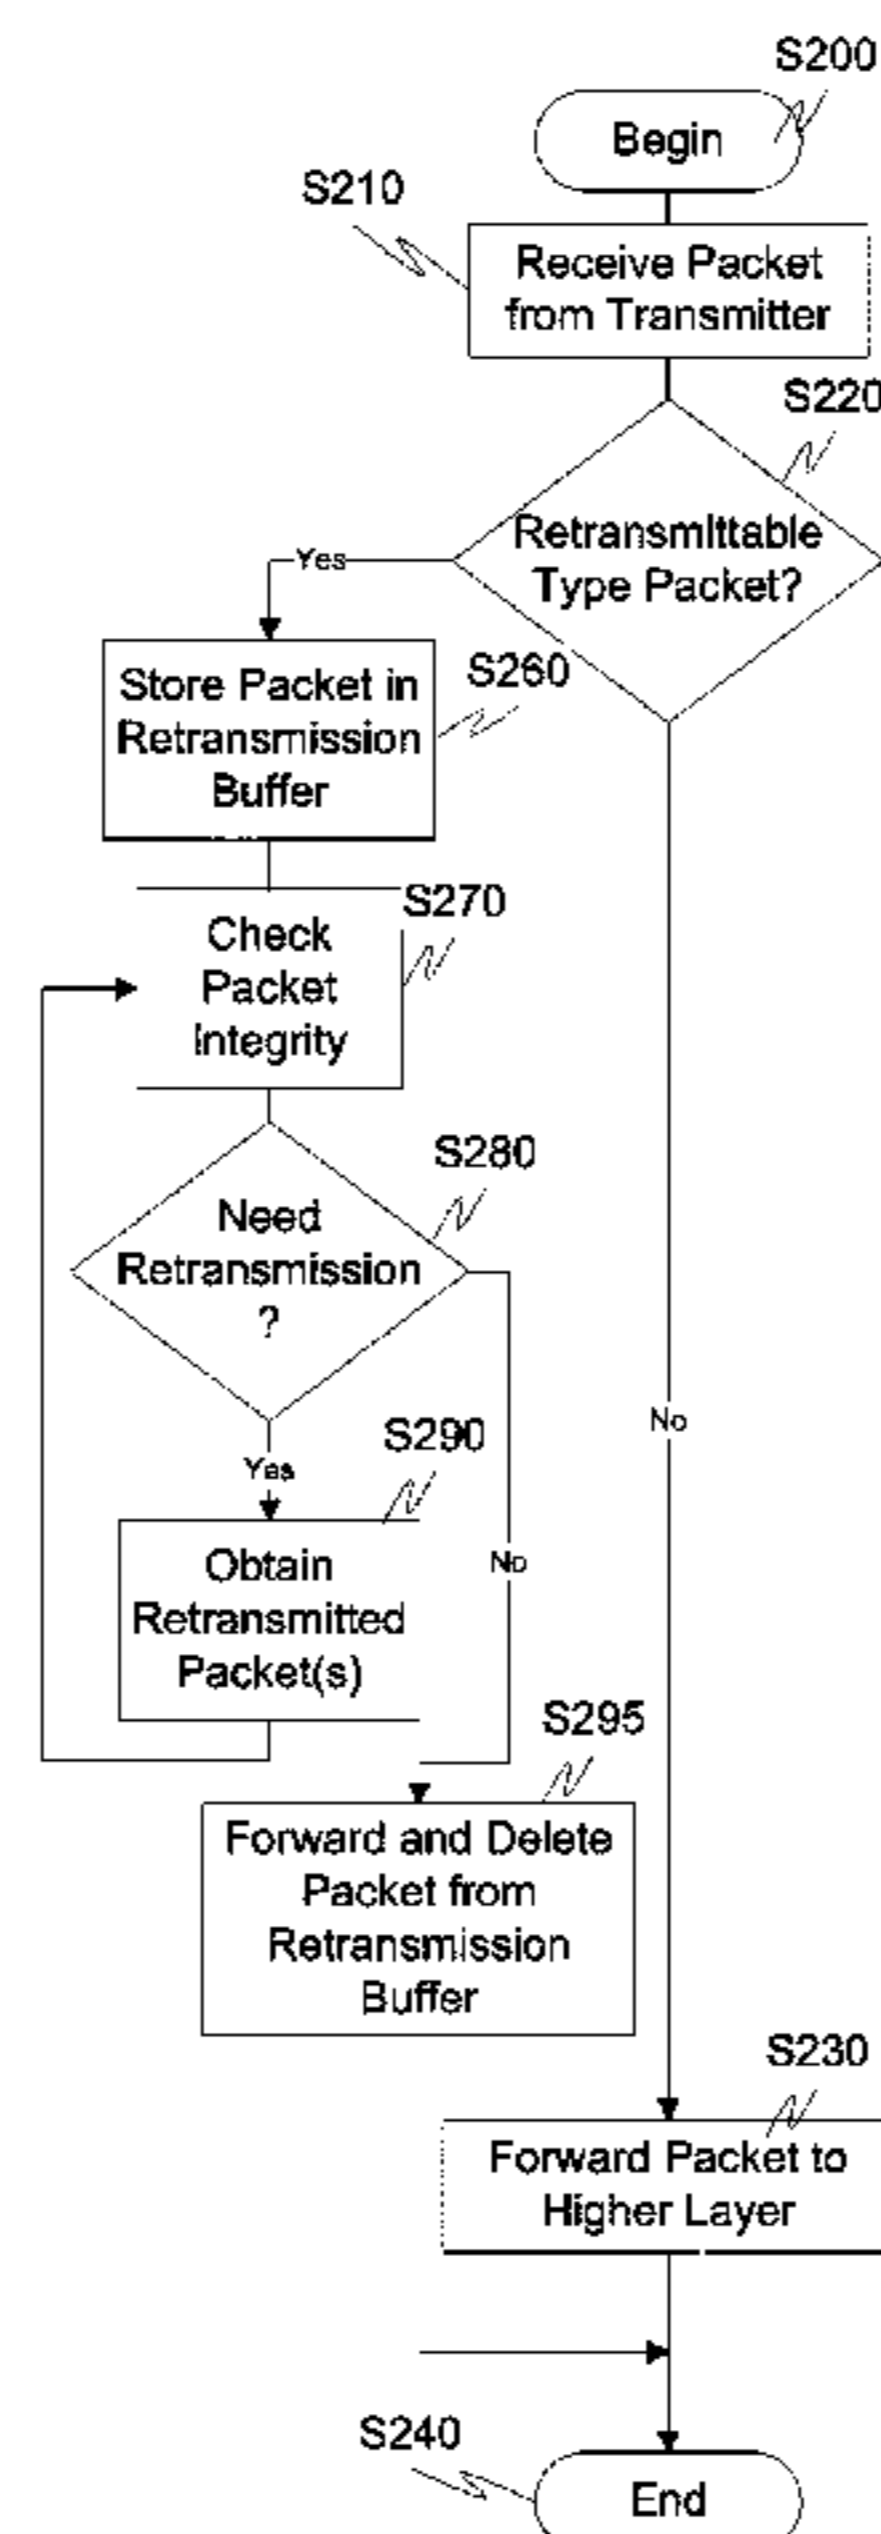 S200
Begin
S210
Receive Packet
from Transmitter
S220
Retransmittable
Type Packet?
Yes
S260
Store Packet in
Retransmission
Buffer
S270
Check
Packet
Integrity
S280
Need
Retransmission
?
No
S290
Yes
Obtain
Retransmitted
Packet(s)
No
S295
Forward and Delete
Packet from
Retransmission
Buffer
S230
Forward Packet to
Higher Layer
S240
End